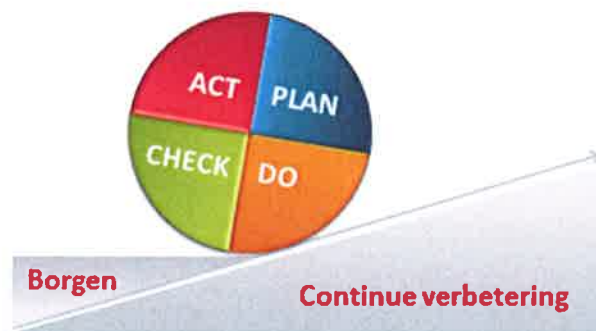 ACT
PLAN
CHECK
DO
Borgen
Continue verbetering